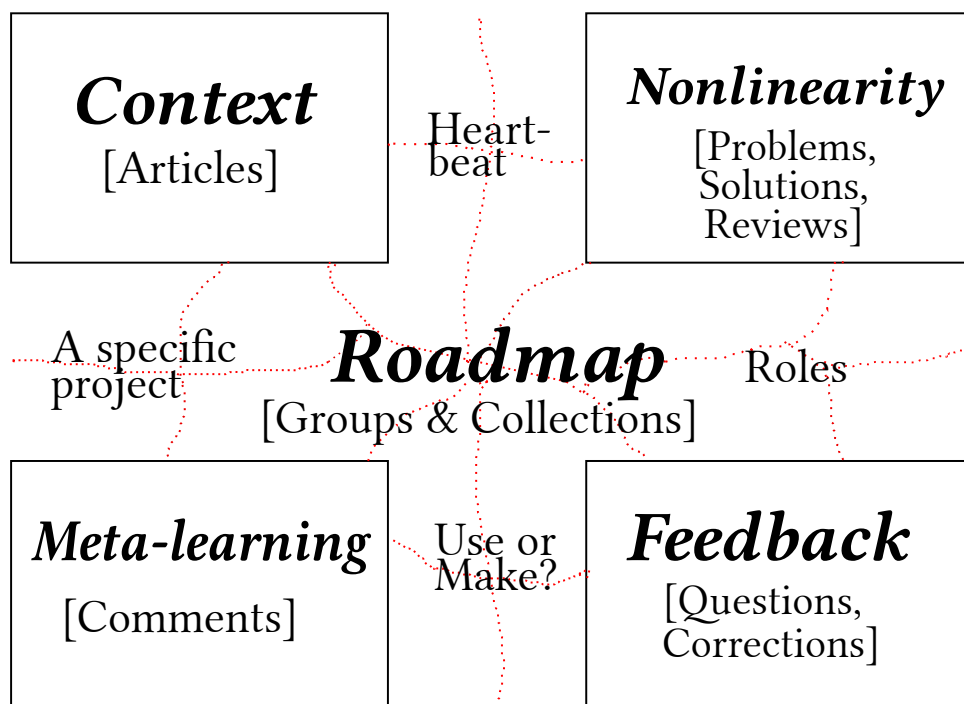 Context
[Articles]
Heart-
beat
Nonlinearity
[Problems,
Solutions,
Reviews]
A specific
project
Roadmap
[Groups & Collections]
Roles
Meta-learning
[Comments]
Use or
Make?
Feedback
[Questions,
Corrections]